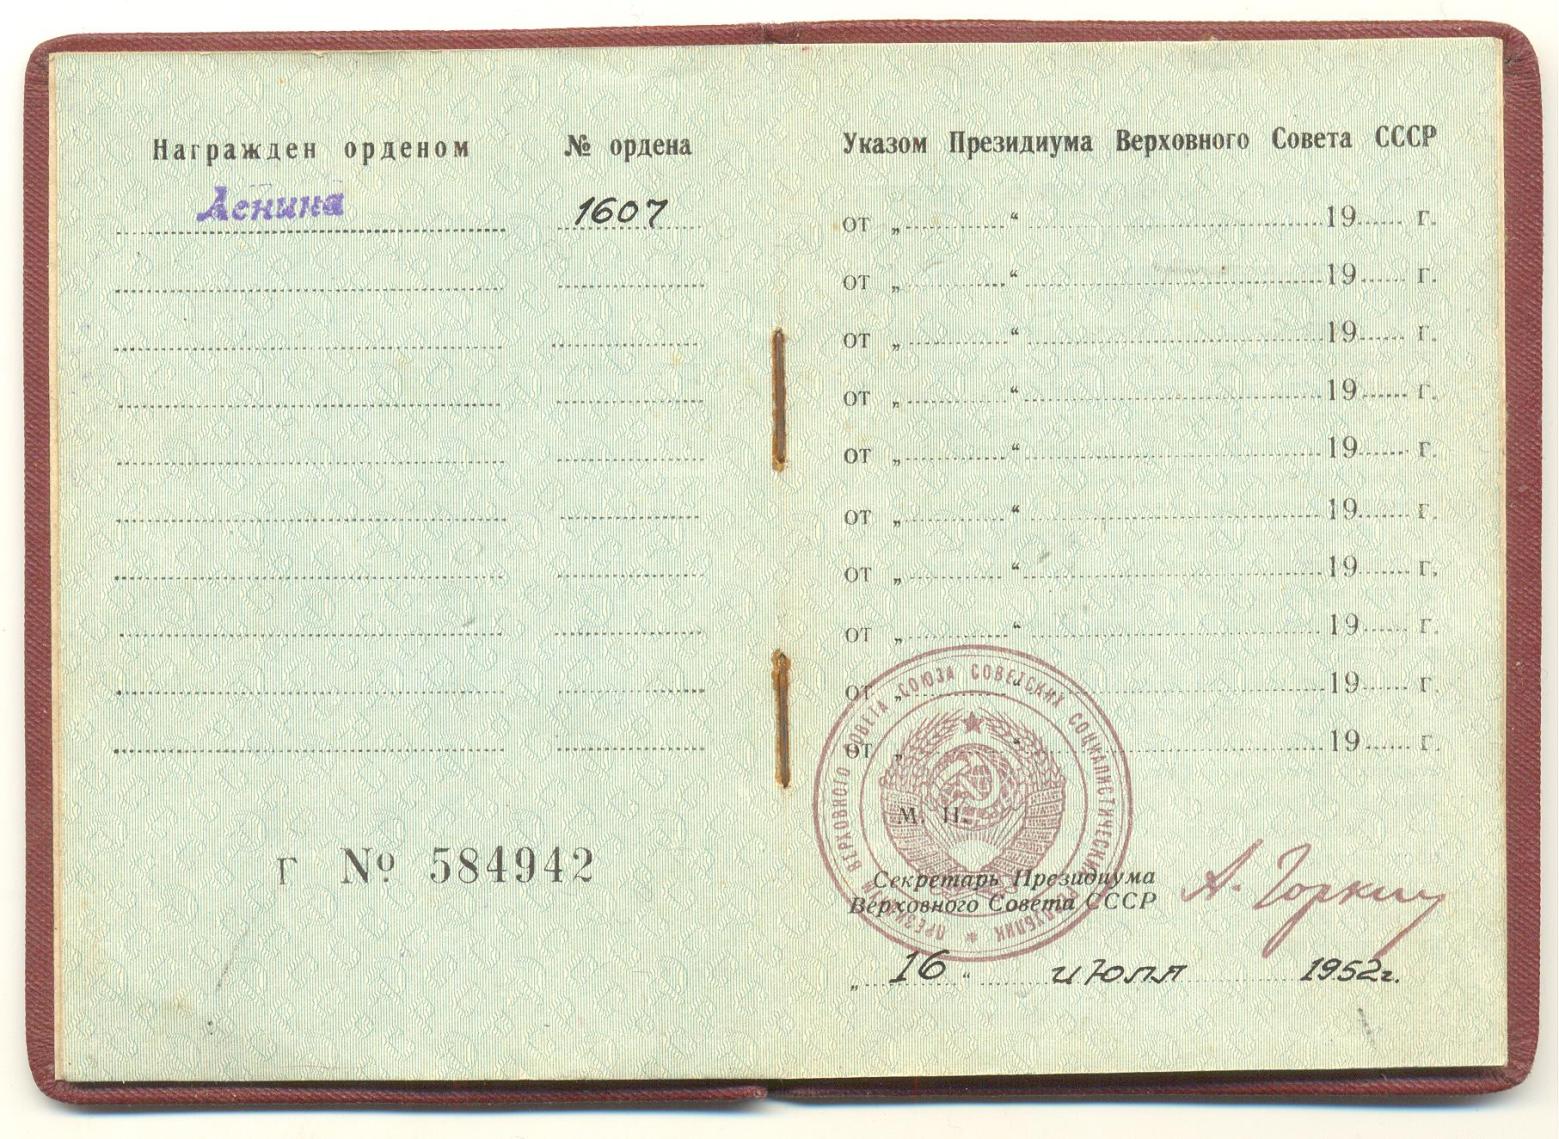 Награжден орденом № ордена
Ленина 1607
Г № 584942
Указом Президиума Верховного Совета СССР
от „ “ 19 г.
от „ “ 19 г.
от „ “ 19 г.
от „ “ 19 г.
от „ “ 19 г.
от „ “ 19 г.
от „ “ 19 г.
от „ “ 19 г.
от „ “ 19 г.
от „ “ 19 г.
М. П.
ПРЕЗИДИУМ ВЕРХОВНОГО СОВЕТА СОЮЗА СОВЕТСКИХ СОЦИАЛИСТИЧЕСКИХ РЕСПУБЛИК
Секретарь Президиума
Верховного Совета СССР
А. Горкин
„16“ июля 1952 г.